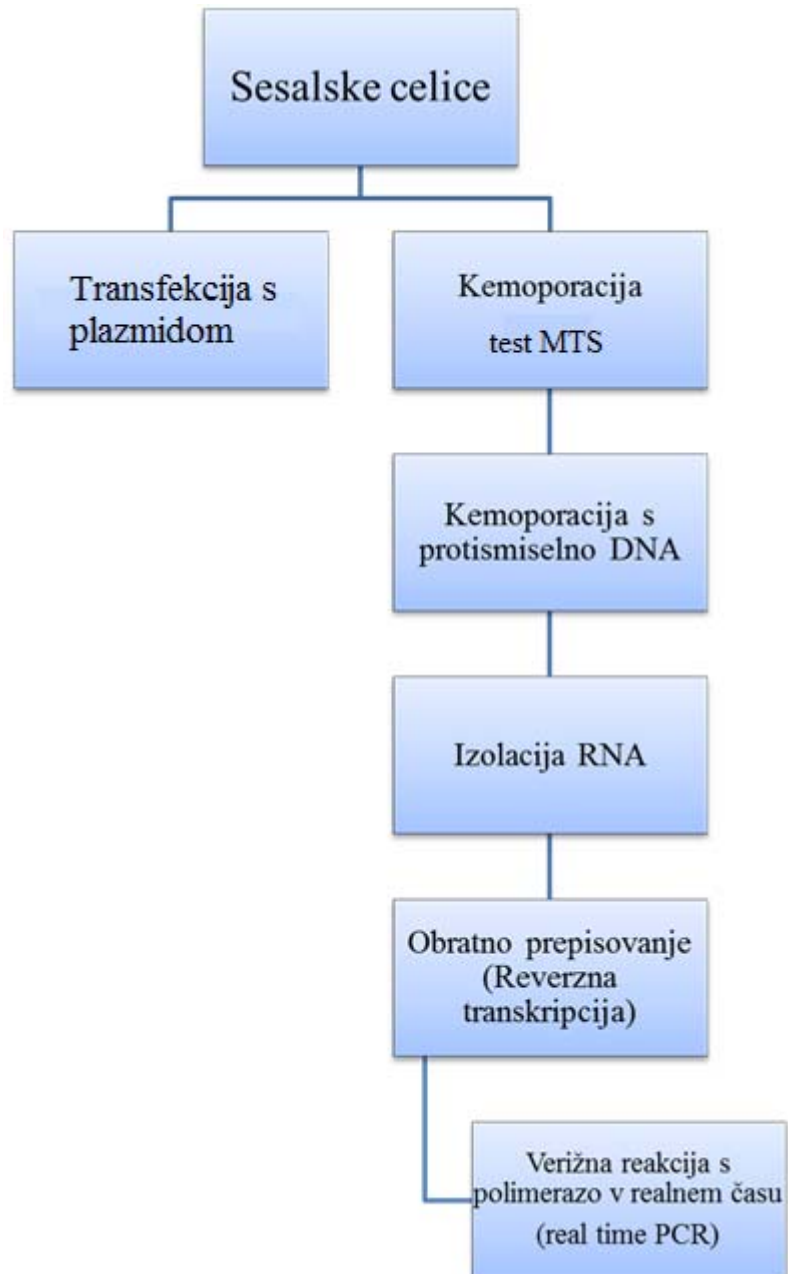 Sesalske celice
Transfekcija s
plazmidom
Kemoporacija
test MTS
Kemoporacija s
protismiselno DNA
Izolacija RNA
Obratno prepisovanje
(Reverzna
transkripcija)
Verižna reakcija s
polimerazo v realnem času
(real time PCR)